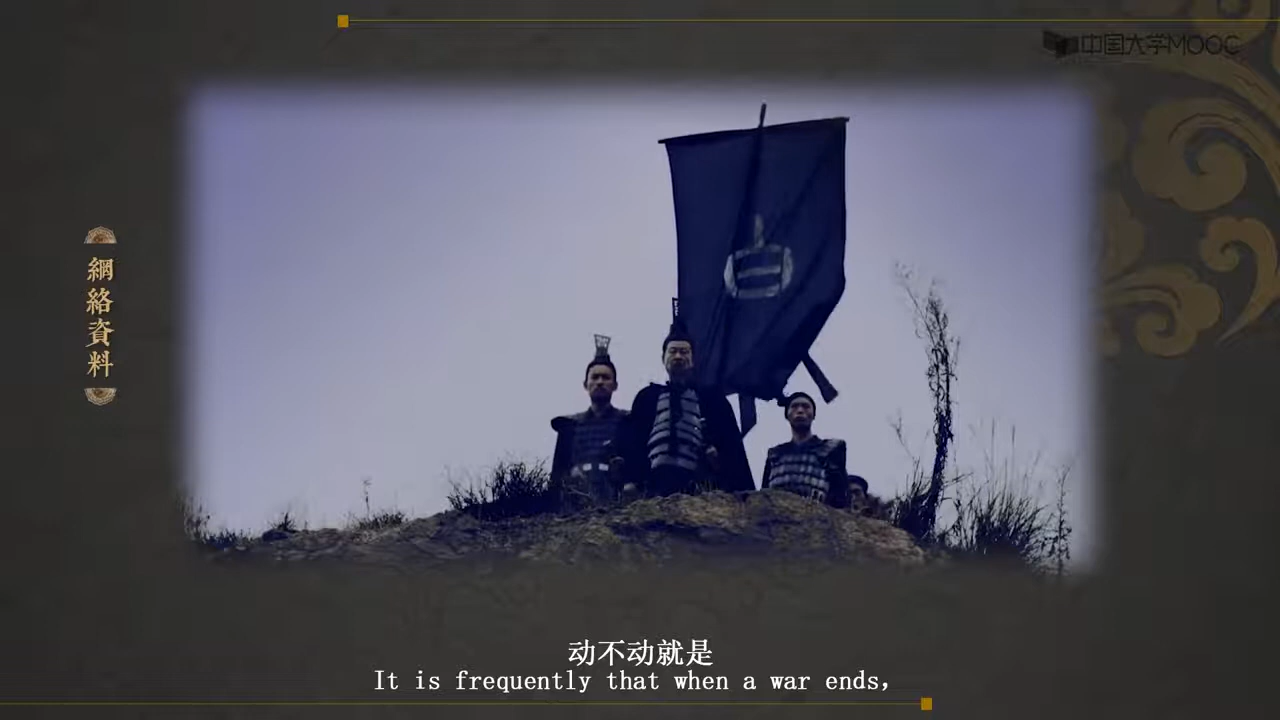 中国大学MOOC
網絡資料
动不动就是
It is frequently that when a war ends,